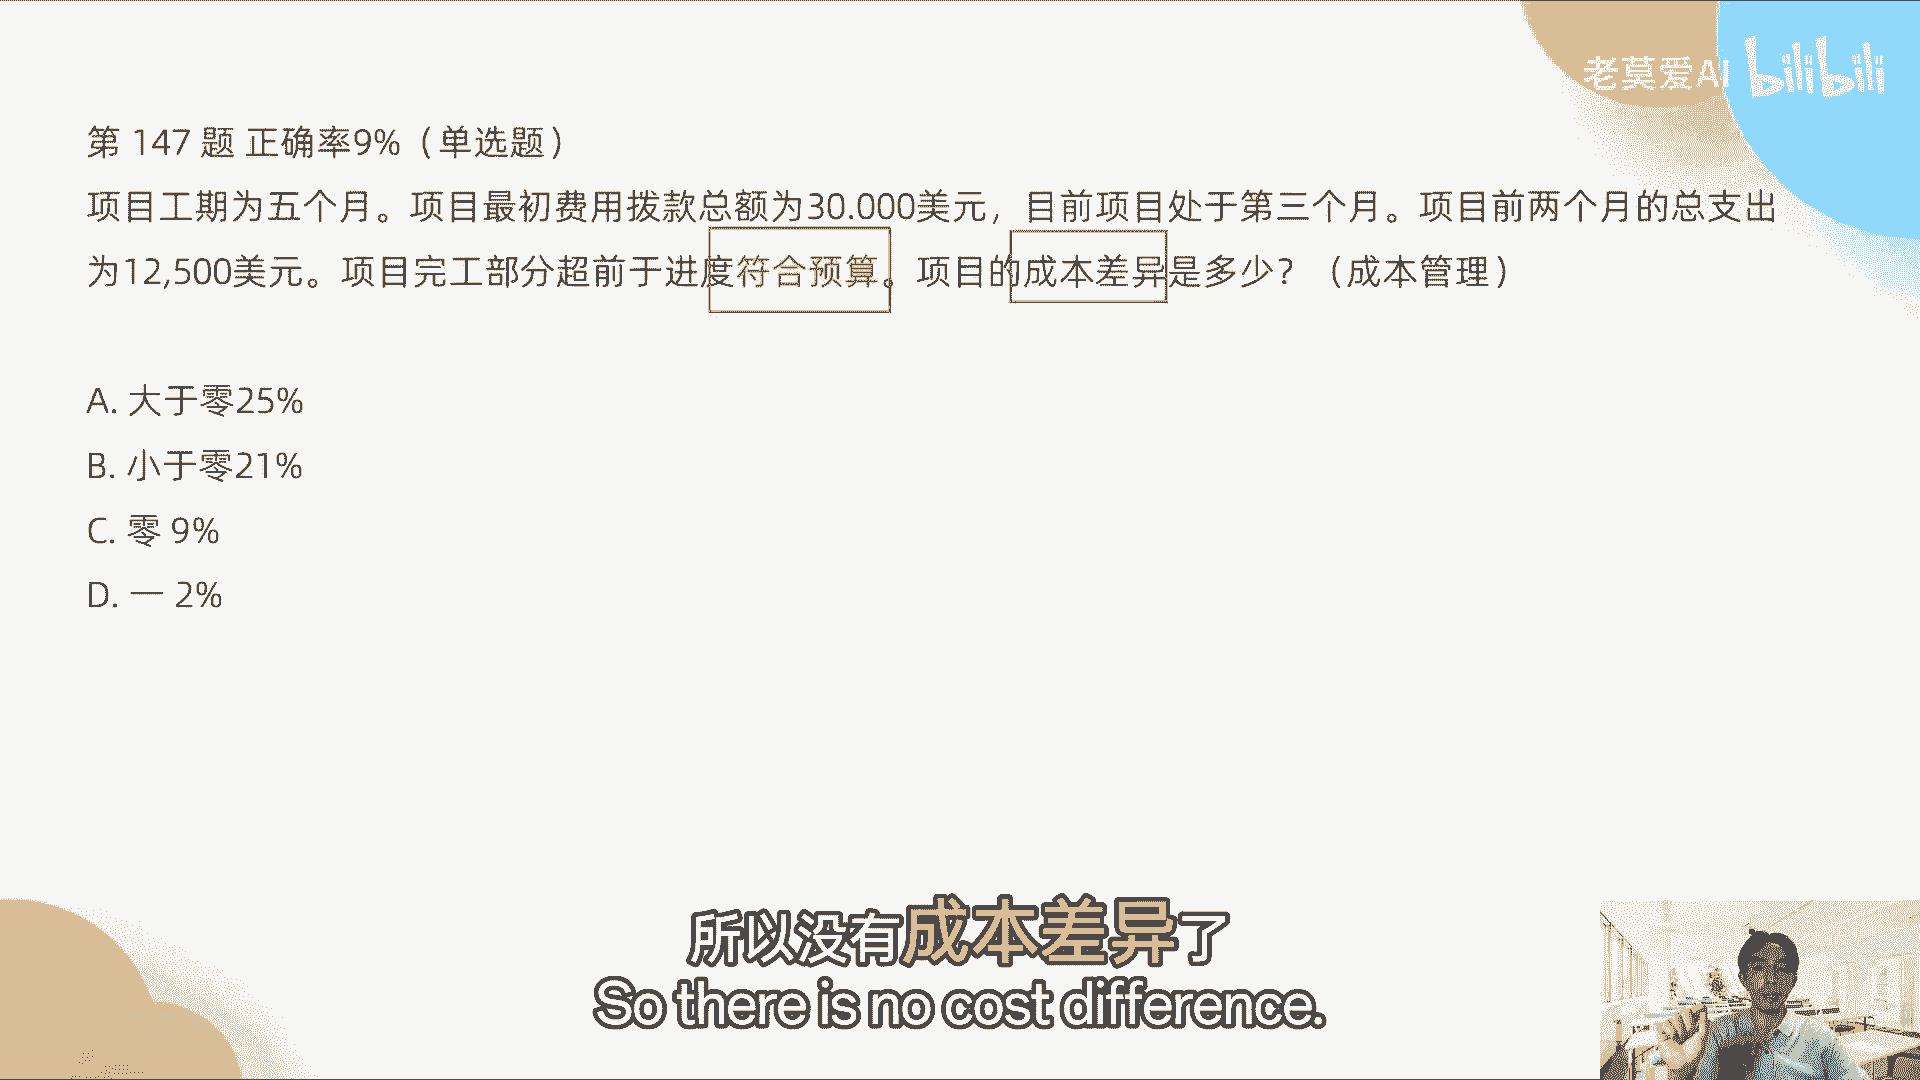 老莫爱AI bilibili
第 147 题 正确率9%（单选题）
项目工期为五个月。项目最初费用拨款总额为30.000美元，目前项目处于第三个月。项目前两个月的总支出
为12,500美元。项目完工部分超前于进度符合预算。项目的成本差异是多少？（成本管理）
A. 大于零25%
B. 小于零21%
C. 零 9%
D. 一 2%
所以没有成本差异了
So there is no cost difference.